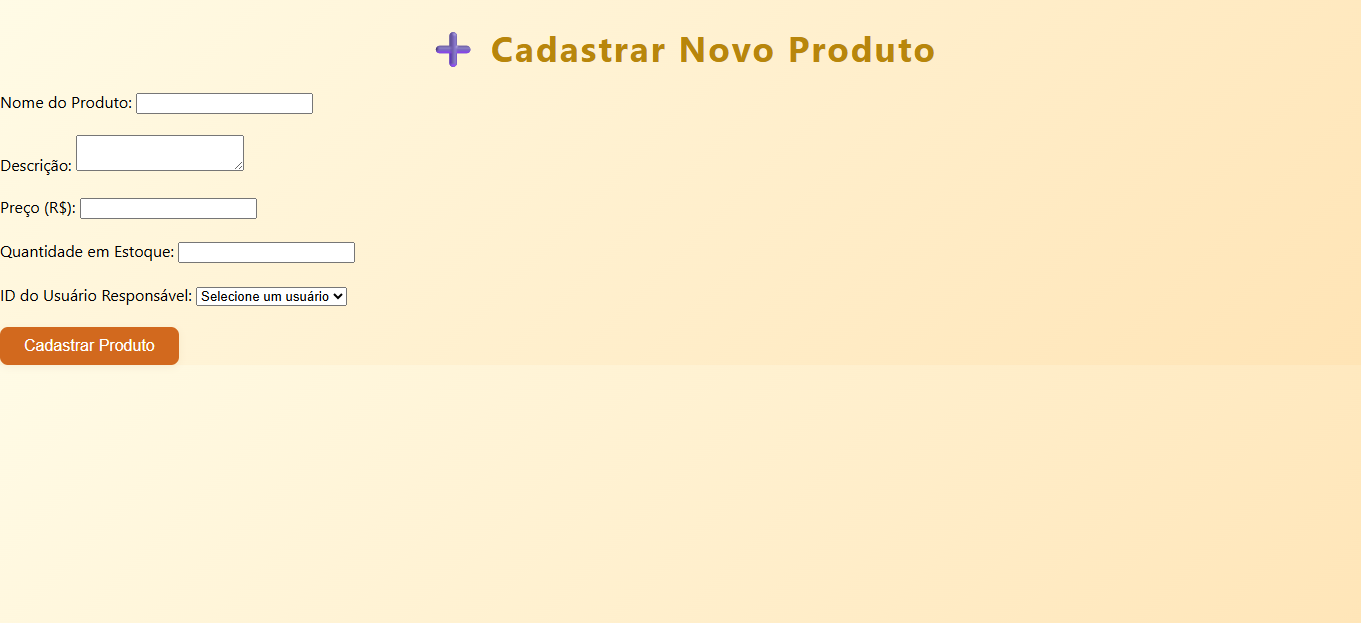 ➕ Cadastrar Novo Produto
Nome do Produto:
Descrição:
Preço (R$):
Quantidade em Estoque:
ID do Usuário Responsável: Selecione um usuário
Cadastrar Produto